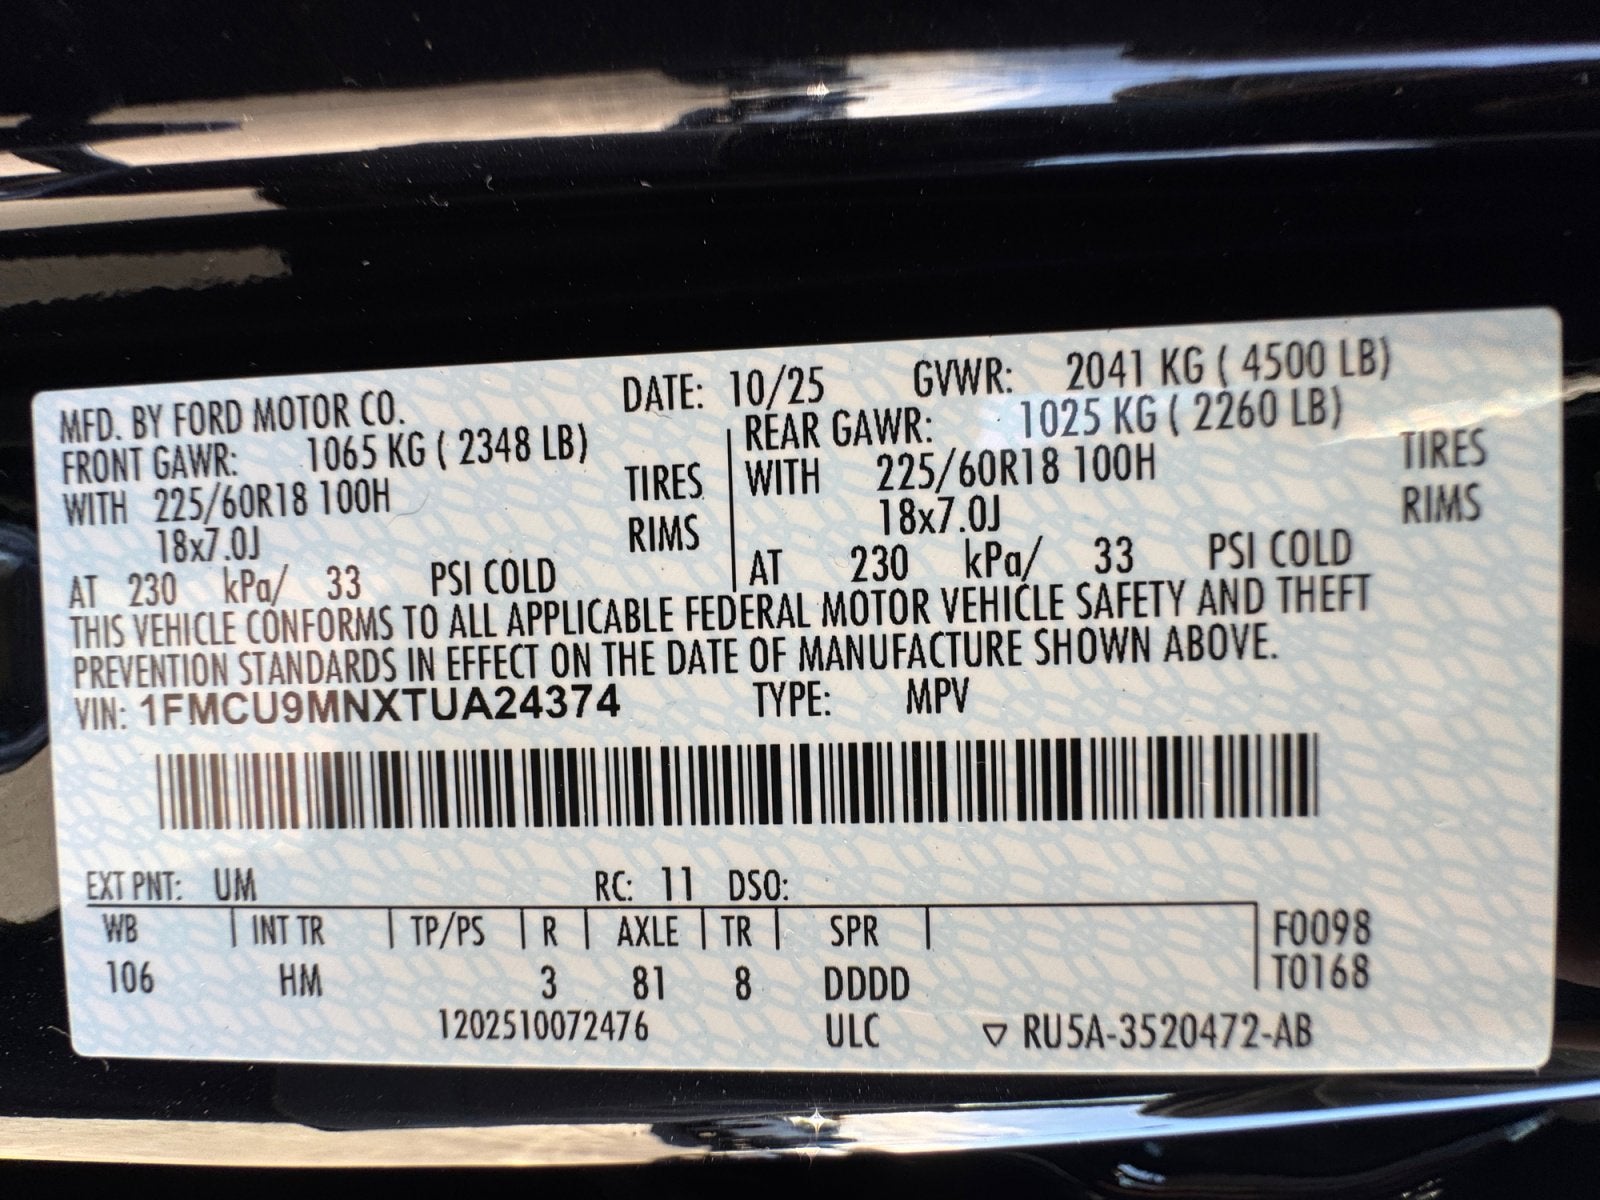 MFD. BY FORD MOTOR CO. DATE: 10/25 GVWR: 2041 KG ( 4500 LB)
FRONT GAWR: 1065 KG ( 2348 LB) REAR GAWR: 1025 KG ( 2260 LB)
WITH 225/60R18 100H TIRES WITH 225/60R18 100H TIRES
18x7.0J RIMS 18x7.0J RIMS
AT 230 kPa/ 33 PSI COLD AT 230 kPa/ 33 PSI COLD
THIS VEHICLE CONFORMS TO ALL APPLICABLE FEDERAL MOTOR VEHICLE SAFETY AND THEFT
PREVENTION STANDARDS IN EFFECT ON THE DATE OF MANUFACTURE SHOWN ABOVE.
VIN: 1FMCU9MNXTUA24374 TYPE: MPV
EXT PNT: UM RC: 11 DSO:
WB | INT TR | TP/PS | R | AXLE | TR | SPR | F0098
106 HM 3 81 8 DDDD T0168
1202510072476 ULC ▽ RU5A-3520472-AB